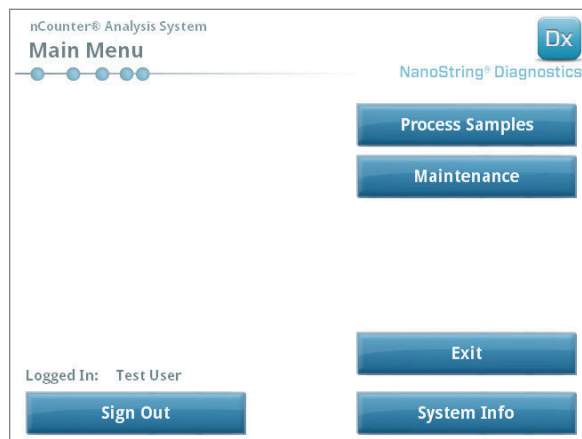 nCounter® Analysis System
Main Menu
Dx
NanoString® Diagnostics
Process Samples
Maintenance
Exit
Logged In: Test User
Sign Out
System Info